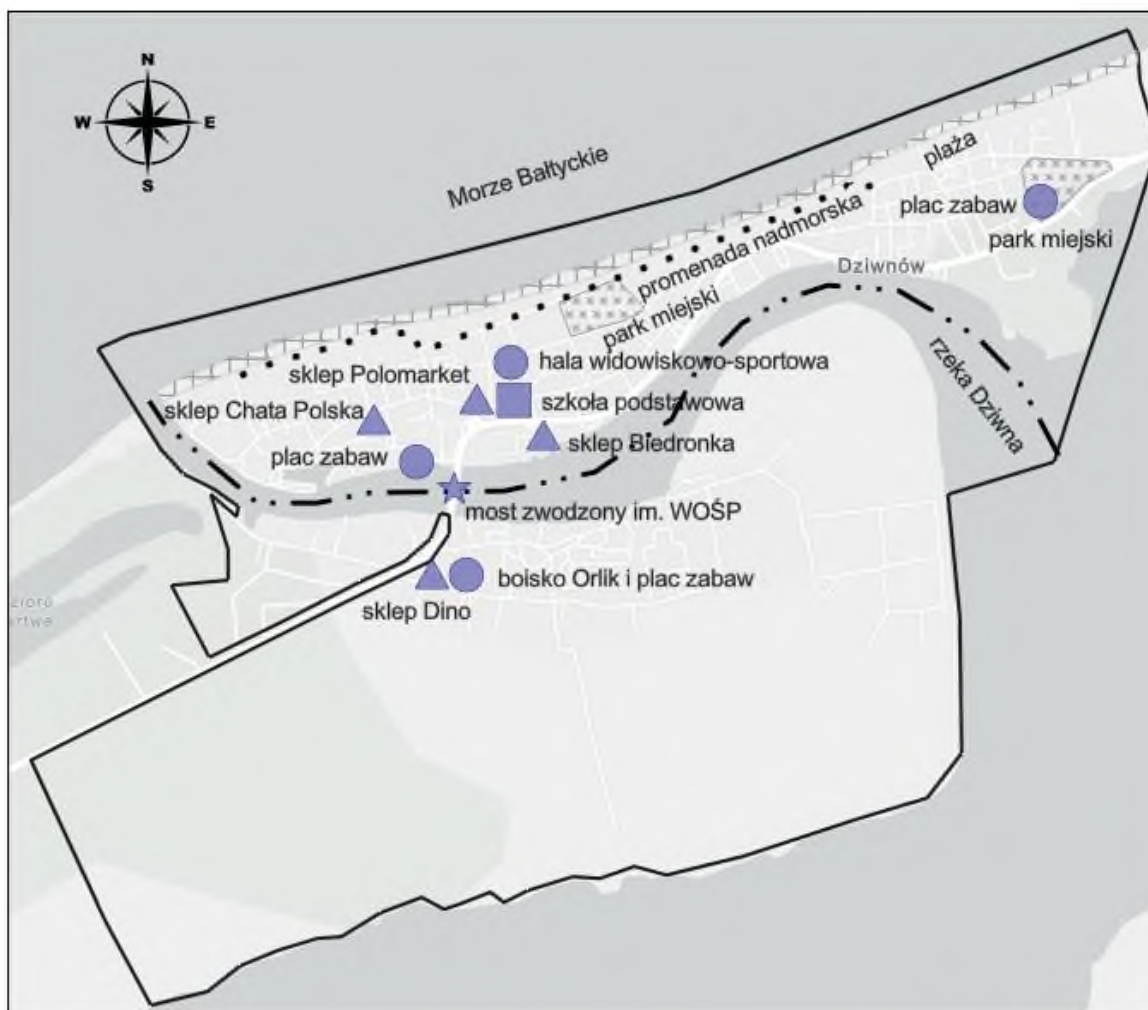 N
W E
S
Morze Bałtyckie
plaża
plac zabaw
park miejski
promenada nadmorska
Dziwnów
park miejski
hala widowiskowo-sportowa
sklep Polomarket
szkoła podstawowa
sklep Chata Polska
sklep Biedronka
rzeka Dziwna
plac zabaw
most zwodzony im. WOŚP
boisko Orlik i plac zabaw
sklep Dino